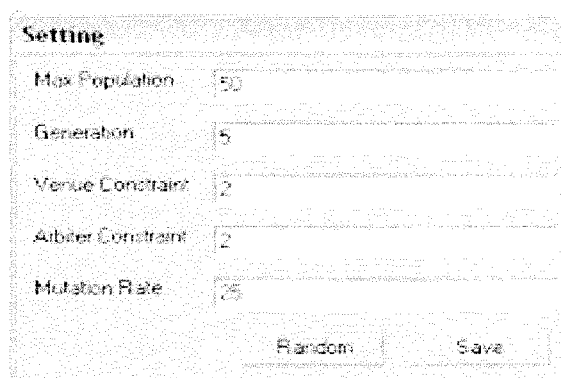 Setting
Max Population 50
Generation 5
Venue Constraint 2
Arbiter Constraint 2
Mutation Rate 25
Random Save